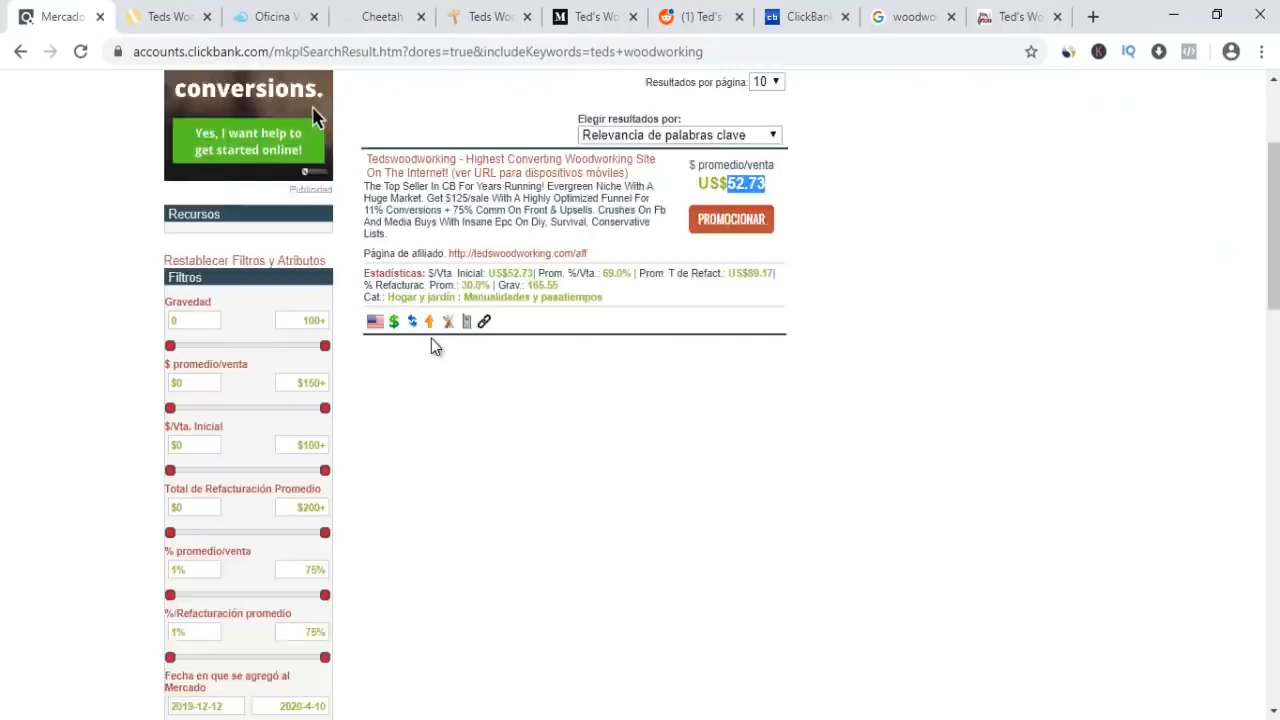 Mercado
Teds Wo
Oficina V
Cheetah
Teds Wo
Ted's Wo
(1) Ted's
ClickBan
woodwo
Ted's Wo
accounts.clickbank.com/mkplSearchResult.htm?dores=true&includeKeywords=teds+woodworking
conversions.
Yes, I want help to
get started online!
Publicidad
Recursos
Restablecer Filtros y Atributos
Filtros
Gravedad
0 100+
$ promedio/venta
$0 $150+
$/Vta. Inicial
$0 $100+
Total de Refacturación Promedio
$0 $200+
% promedio/venta
1% 75%
%/Refacturación promedio
1% 75%
Fecha en que se agregó al
Mercado
2019-12-12 2020-4-10
Resultados por página: 10
Elegir resultados por:
Relevancia de palabras clave
Tedswoodworking - Highest Converting Woodworking Site
On The Internet! (ver URL para dispositivos móviles)
The Top Seller In CB For Years Running! Evergreen Niche With A
Huge Market. Get $125/sale With A Highly Optimized Funnel For
11% Conversions + 75% Comm On Front & Upsells. Crushes On Fb
And Media Buys With Insane Epc On Diy, Survival, Conservative
Lists.
$ promedio/venta
US$52.73
PROMOCIONAR
Página de afiliado. http://tedswoodworking.com/aff
Estadísticas: $/Vta Inicial: US$52.73| Prom. %/Vta.: 69.0% | Prom. T de Refact.: US$89.17|
% Refacturac Prom.: 30.0% | Grav.: 165.55
Cat.: Hogar y jardín : Manualidades y pasatiempos